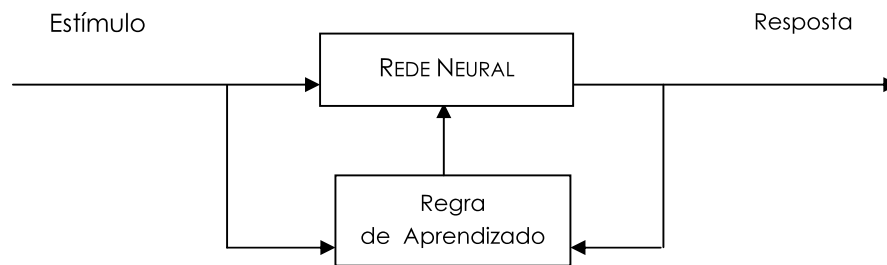 Estímulo
Resposta
REDE NEURAL
Regra
de Aprendizado